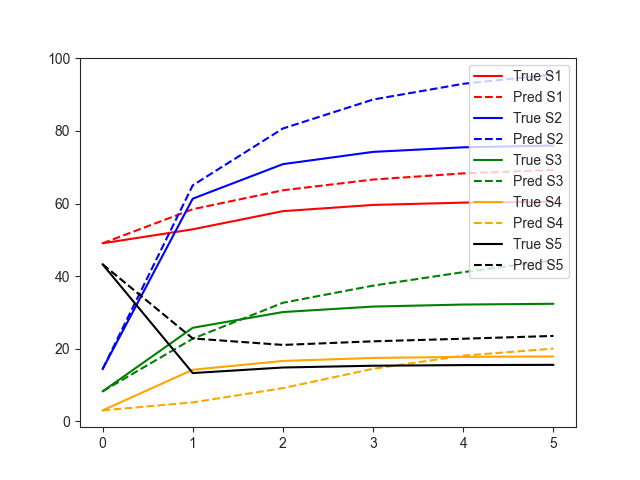 100
80
60
40
20
0
0 1 2 3 4 5
True S1
Pred S1
True S2
Pred S2
True S3
Pred S3
True S4
Pred S4
True S5
Pred S5